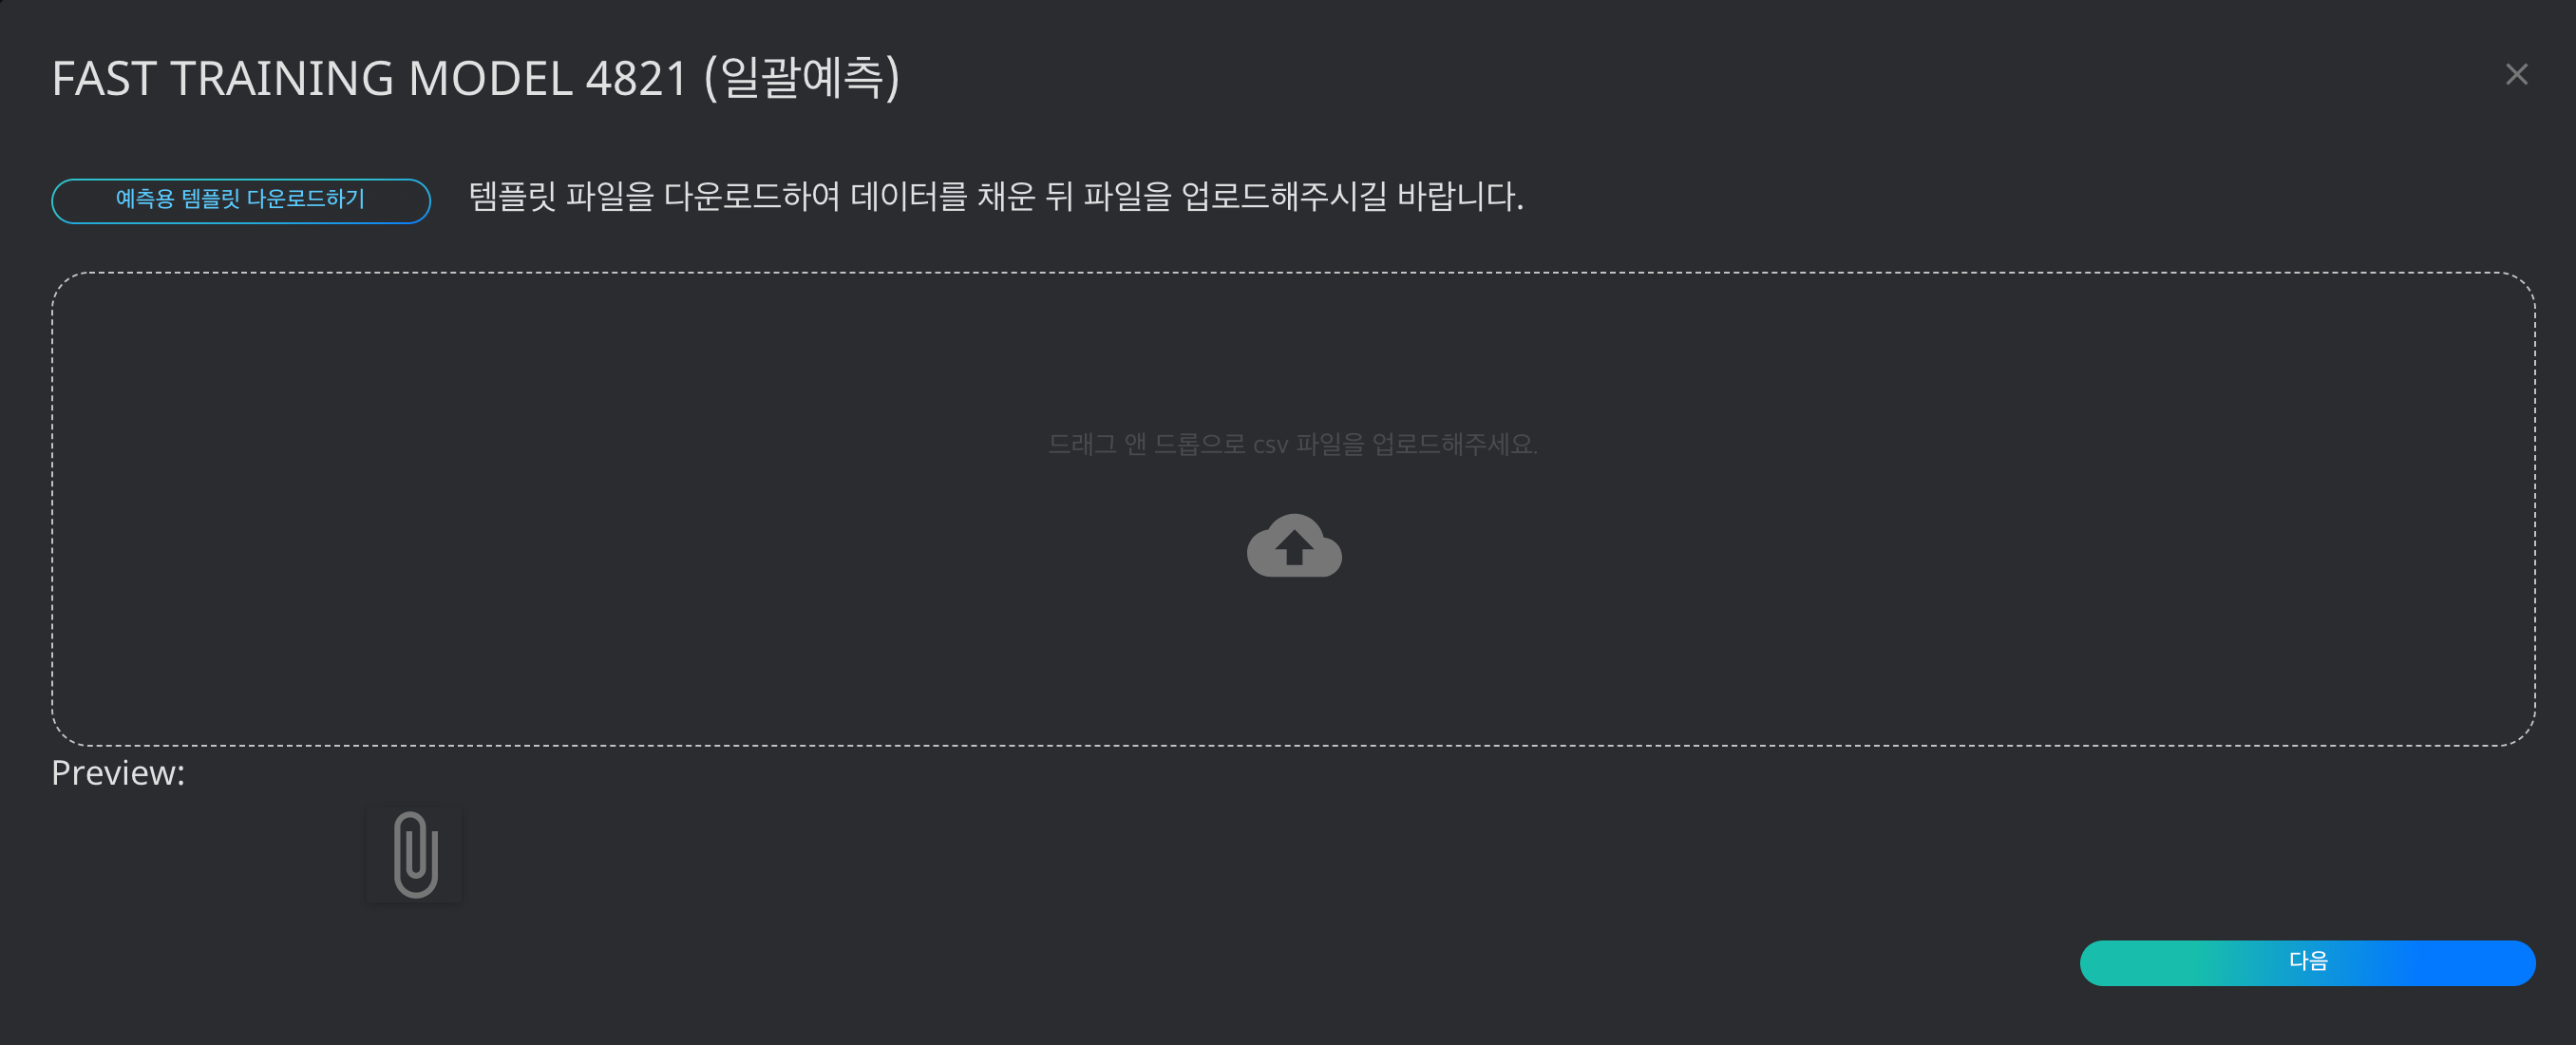 FAST TRAINING MODEL 4821 (일괄예측)
예측용 템플릿 다운로드하기
템플릿 파일을 다운로드하여 데이터를 채운 뒤 파일을 업로드해주시길 바랍니다.
드래그 앤 드롭으로 csv 파일을 업로드해주세요.
Preview:
다음